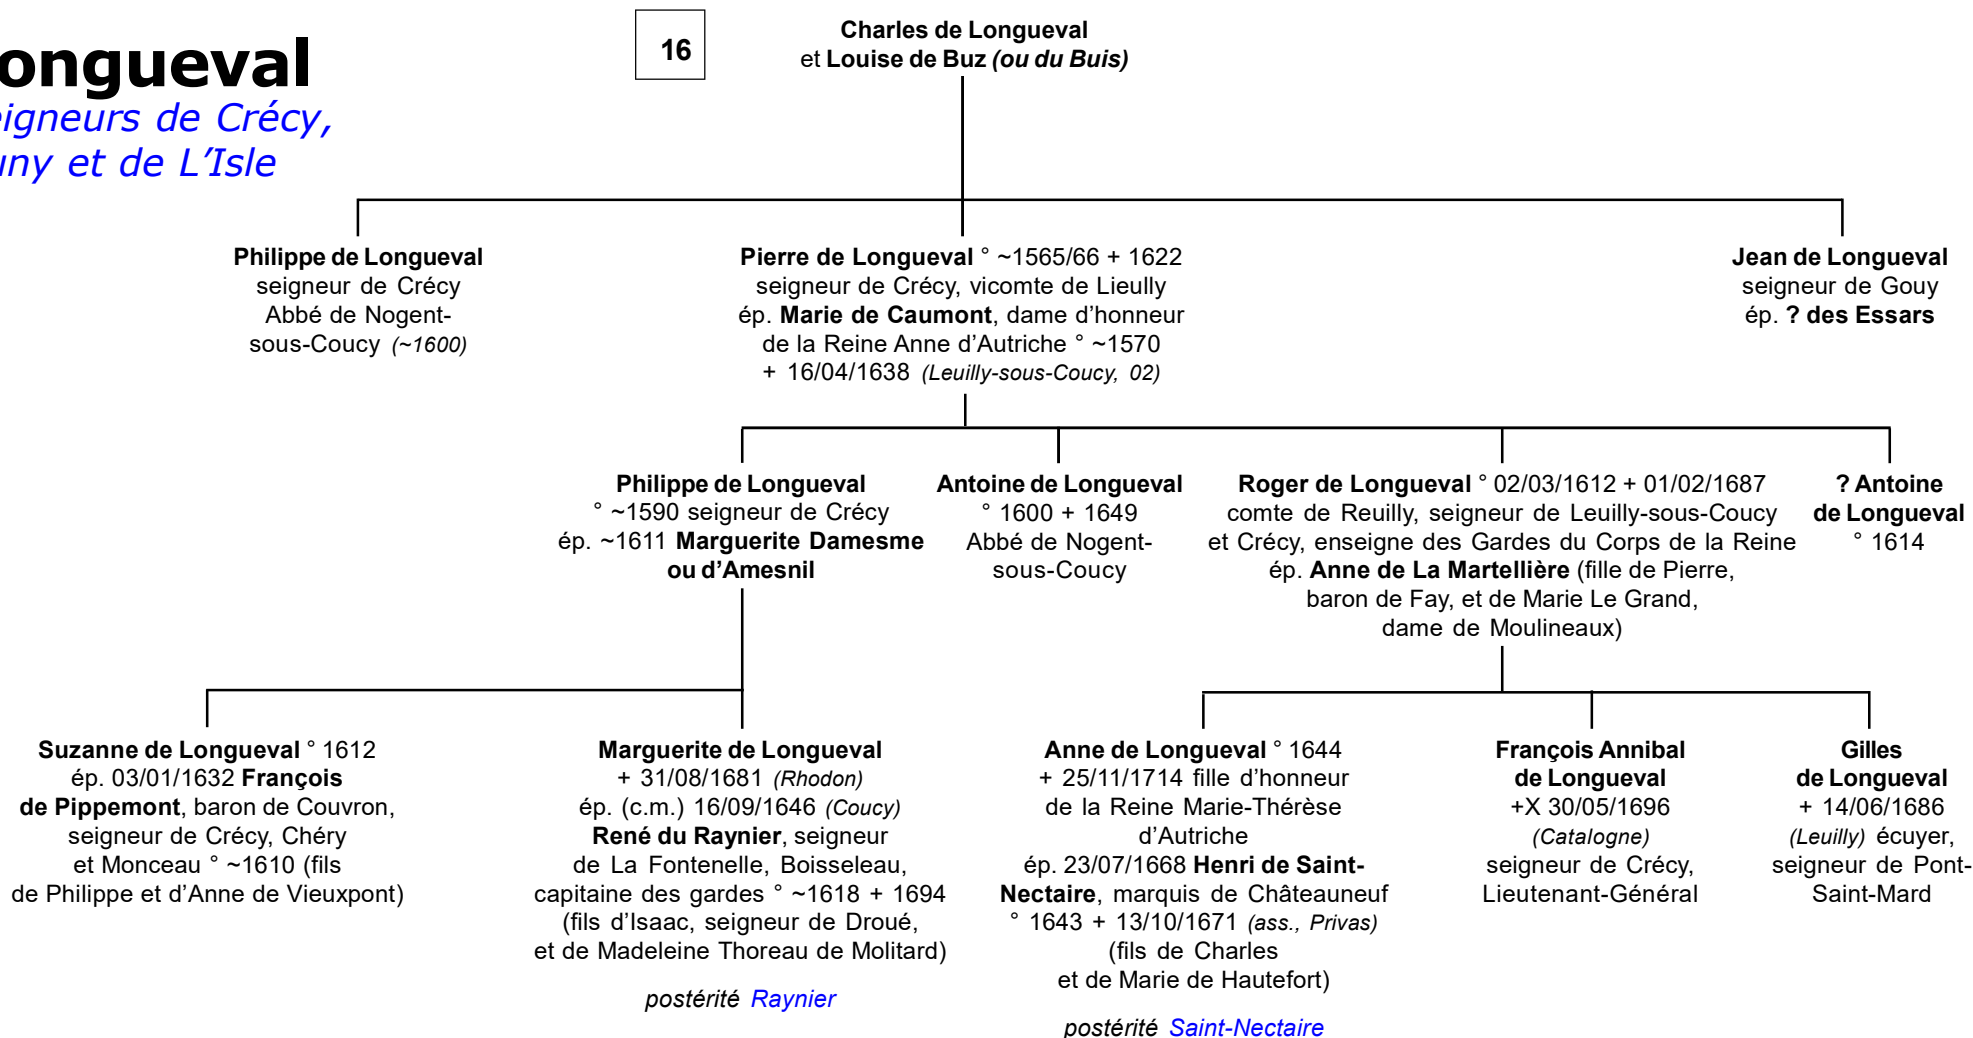 ongueval
eigneurs de Crécy,
uny et de L’Isle
16
Charles de Longueval
et Louise de Buz (ou du Buis)
Philippe de Longueval
seigneur de Crécy
Abbé de Nogent-
sous-Coucy (~1600)
Pierre de Longueval ° ~1565/66 + 1622
seigneur de Crécy, vicomte de Lieully
ép. Marie de Caumont, dame d’honneur
de la Reine Anne d’Autriche ° ~1570
+ 16/04/1638 (Leuilly-sous-Coucy, 02)
Jean de Longueval
seigneur de Gouy
ép. ? des Essars
Philippe de Longueval
° ~1590 seigneur de Crécy
ép. ~1611 Marguerite Damesme
ou d’Amesnil
Antoine de Longueval
° 1600 + 1649
Abbé de Nogent-
sous-Coucy
Roger de Longueval ° 02/03/1612 + 01/02/1687
comte de Reuilly, seigneur de Leuilly-sous-Coucy
et Crécy, enseigne des Gardes du Corps de la Reine
ép. Anne de La Martellière (fille de Pierre,
baron de Fay, et de Marie Le Grand,
dame de Moulineaux)
? Antoine
de Longueval
° 1614
Suzanne de Longueval ° 1612
ép. 03/01/1632 François
de Pippemont, baron de Couvron,
seigneur de Crécy, Chéry
et Monceau ° ~1610 (fils
de Philippe et d’Anne de Vieuxpont)
Marguerite de Longueval
+ 31/08/1681 (Rhodon)
ép. (c.m.) 16/09/1646 (Coucy)
René du Raynier, seigneur
de La Fontenelle, Boisseleau,
capitaine des gardes ° ~1618 + 1694
(fils d’Isaac, seigneur de Droué,
et de Madeleine Thoreau de Molitard)
postérité Raynier
Anne de Longueval ° 1644
+ 25/11/1714 fille d’honneur
de la Reine Marie-Thérèse
d’Autriche
ép. 23/07/1668 Henri de Saint-
Nectaire, marquis de Châteauneuf
° 1643 + 13/10/1671 (ass., Privas)
(fils de Charles
et de Marie de Hautefort)
postérité Saint-Nectaire
François Annibal
de Longueval
+X 30/05/1696
(Catalogne)
seigneur de Crécy,
Lieutenant-Général
Gilles
de Longueval
+ 14/06/1686
(Leuilly) écuyer,
seigneur de Pont-
Saint-Mard